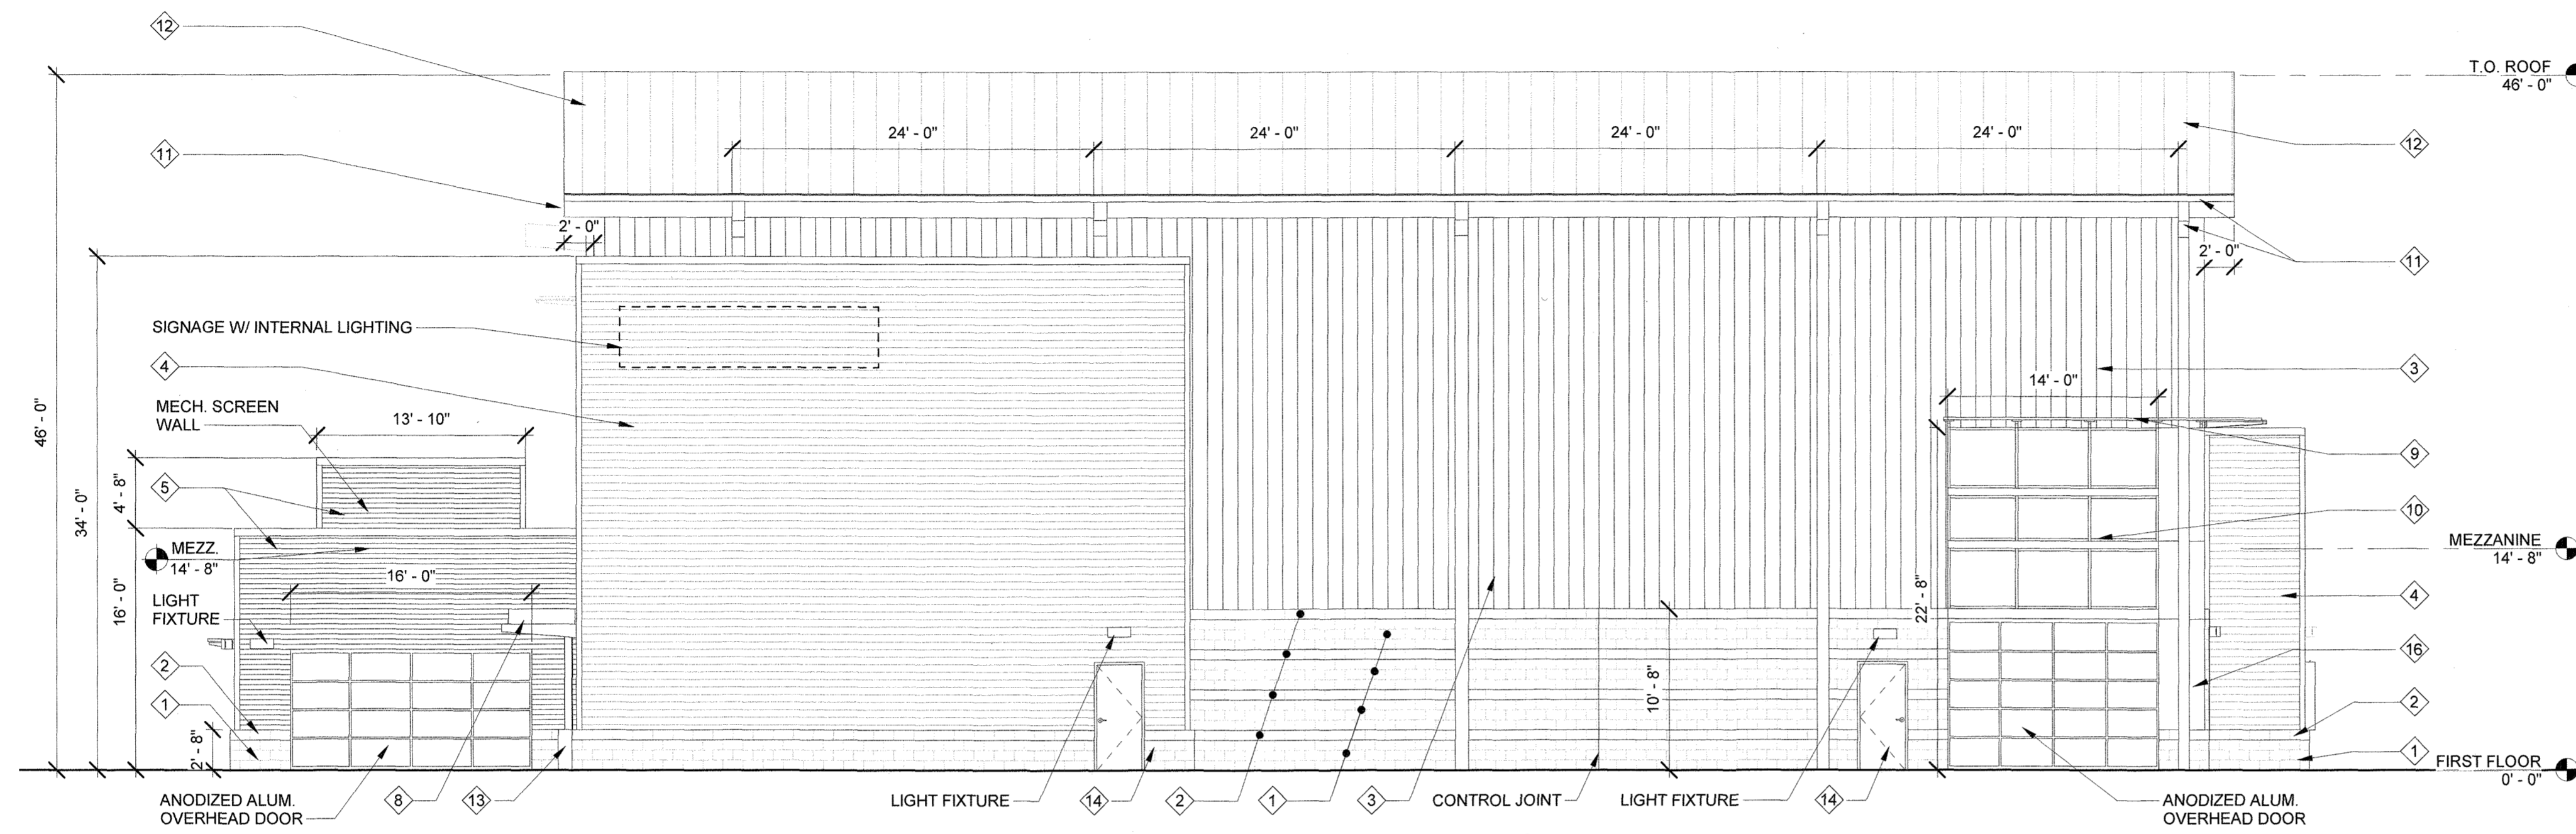 12
T.O. ROOF
46' - 0"
24' - 0"
24' - 0"
24' - 0"
24' - 0"
12
11
2' - 0"
2' - 0"
11
SIGNAGE W/ INTERNAL LIGHTING
4
3
14' - 0"
46' - 0"
34' - 0"
MECH. SCREEN
WALL
13' - 10"
9
4' - 8"
5
10
MEZZ.
14' - 8"
MEZZANINE
14' - 8"
16' - 0"
16' - 0"
22' - 8"
4
LIGHT
FIXTURE
16
2
10' - 8"
2
1
2' - 8"
1
FIRST FLOOR
0' - 0"
ANODIZED ALUM.
OVERHEAD DOOR
8
13
LIGHT FIXTURE
14
2
1
3
CONTROL JOINT
LIGHT FIXTURE
14
ANODIZED ALUM.
OVERHEAD DOOR